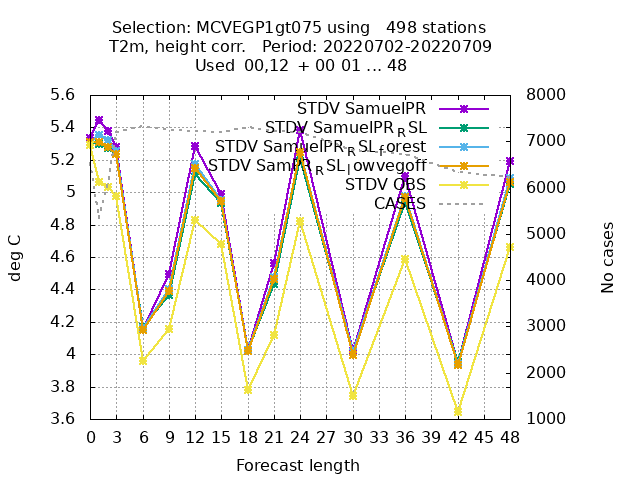 Selection: MCVEGP1gt075 using 498 stations
T2m, height corr. Period: 20220702-20220709
Used 00,12 + 00 01 ... 48
5.6
5.4
5.2
5
4.8
4.6
4.4
4.2
4
3.8
3.6
deg C
STDV SamuelPR
STDV SamuelPR_RSL
STDV SamuelPR_RSL_forest
STDV SamPR_RSL_lowvegoff
STDV OBS
CASES
8000
7000
6000
5000
4000
3000
2000
1000
No cases
0 3 6 9 12 15 18 21 24 27 30 33 36 39 42 45 48
Forecast length